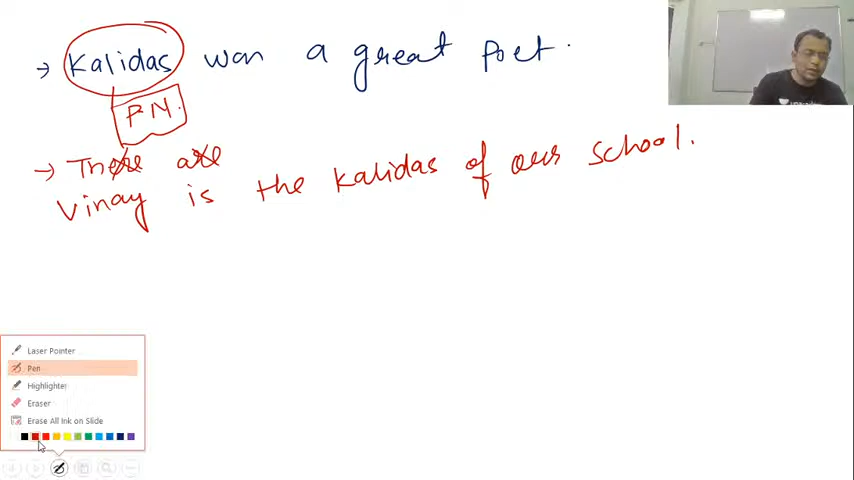 → Kalidas was a great Poet.
P.N.
→ There are
Vinay is the Kalidas of our school.
Laser Pointer
Pen
Highlighter
Eraser
Erase All Ink on Slide